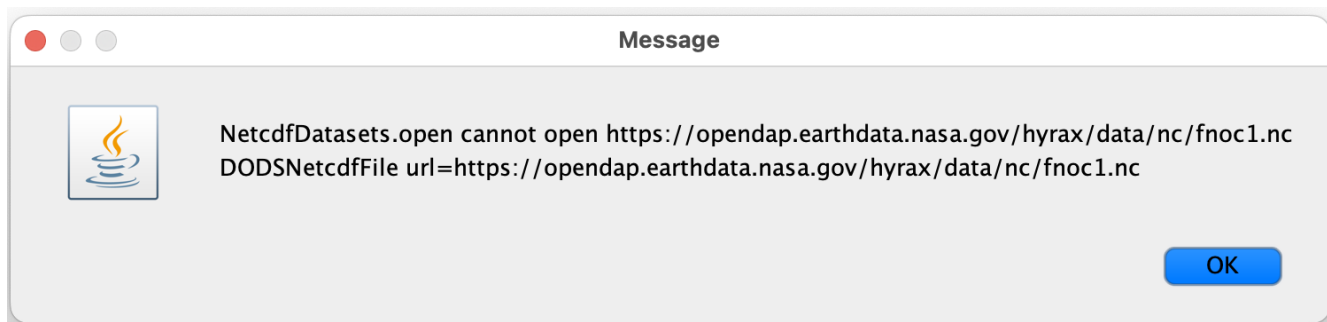 Message
NetcdfDatasets.open cannot open https://opendap.earthdata.nasa.gov/hyrax/data/nc/fnoc1.nc
DODSNetcdfFile url=https://opendap.earthdata.nasa.gov/hyrax/data/nc/fnoc1.nc
OK